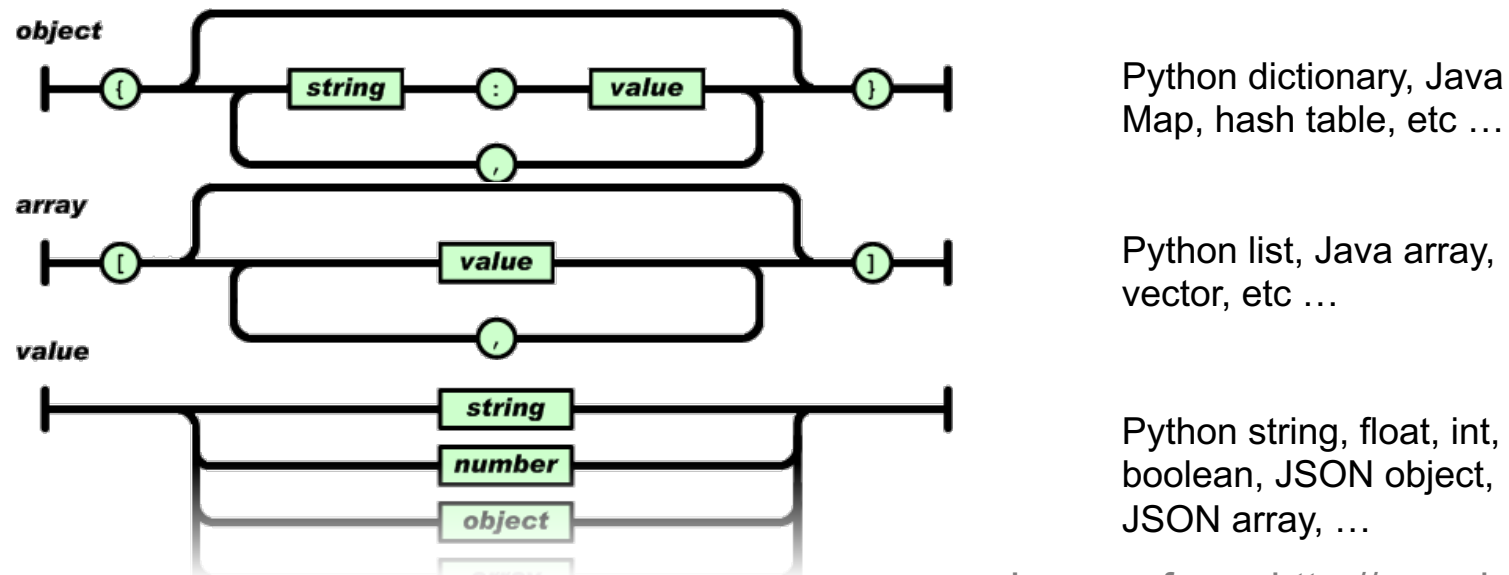 object
{ string : value }
,
Python dictionary, Java
Map, hash table, etc …
array
[ value ]
,
Python list, Java array,
vector, etc …
value
string
number
object
Python string, float, int,
boolean, JSON object,
JSON array, …